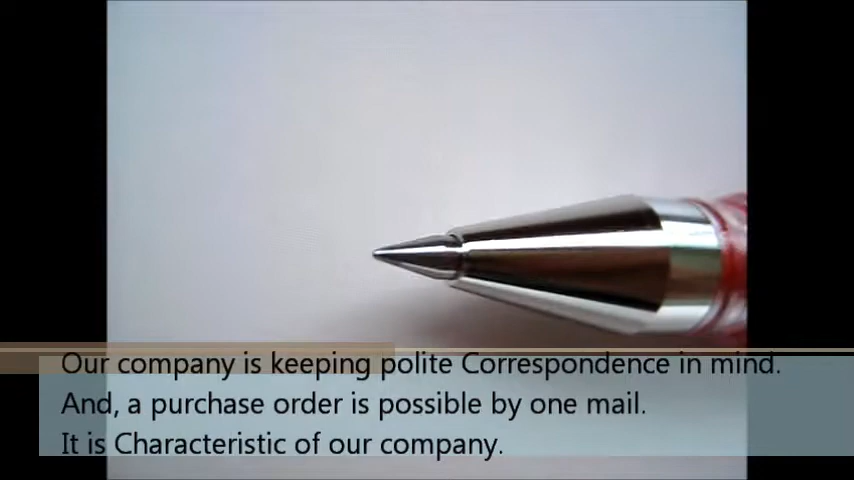 Our company is keeping polite Correspondence in mind.
And, a purchase order is possible by one mail.
It is Characteristic of our company.